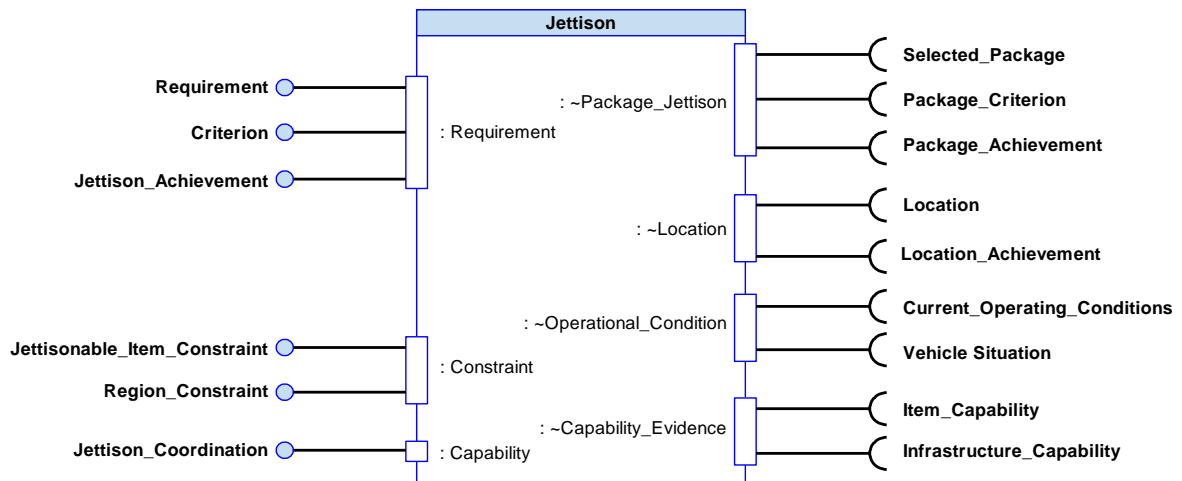 Jettison
Requirement
Criterion
Jettison_Achievement
: Requirement
Jettisonable_Item_Constraint
Region_Constraint
: Constraint
Jettison_Coordination
: Capability
: ~Package_Jettison
Selected_Package
Package_Criterion
Package_Achievement
: ~Location
Location
Location_Achievement
: ~Operational_Condition
Current_Operating_Conditions
Vehicle Situation
: ~Capability_Evidence
Item_Capability
Infrastructure_Capability